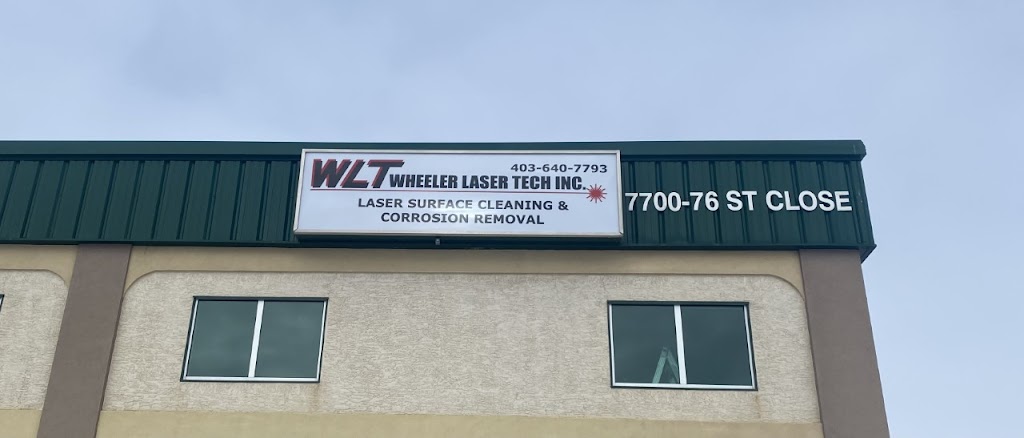 WLT WHEELER LASER TECH INC.
403-640-7793
LASER SURFACE CLEANING &
CORROSION REMOVAL
7700-76 ST CLOSE